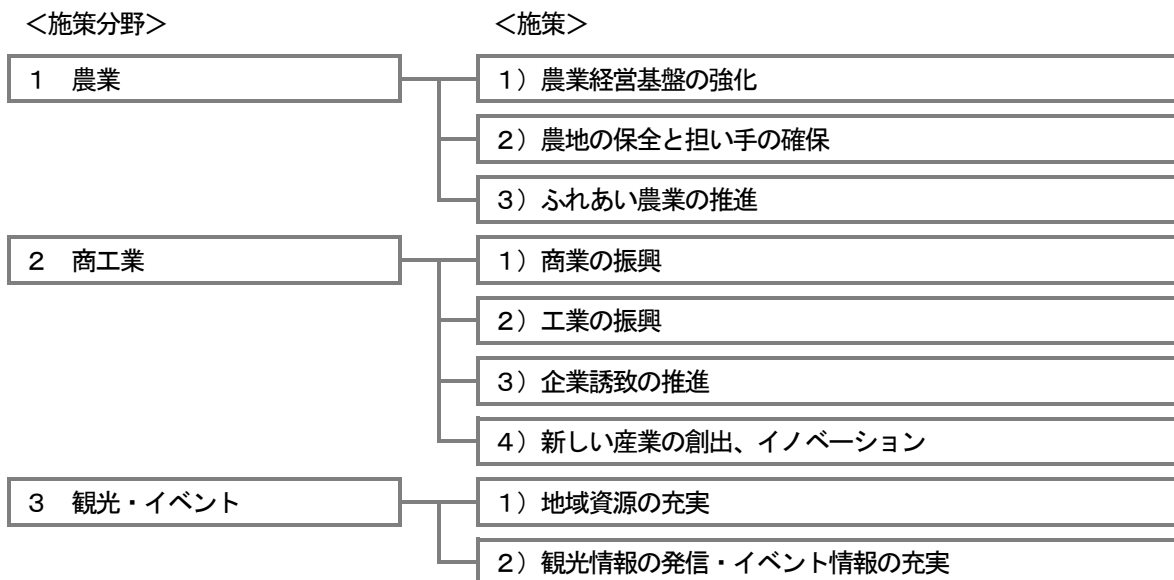 ＜施策分野＞ ＜施策＞
１ 農業
１）農業経営基盤の強化
２）農地の保全と担い手の確保
３）ふれあい農業の推進
２ 商工業
１）商業の振興
２）工業の振興
３）企業誘致の推進
４）新しい産業の創出、イノベーション
３ 観光・イベント
１）地域資源の充実
２）観光情報の発信・イベント情報の充実